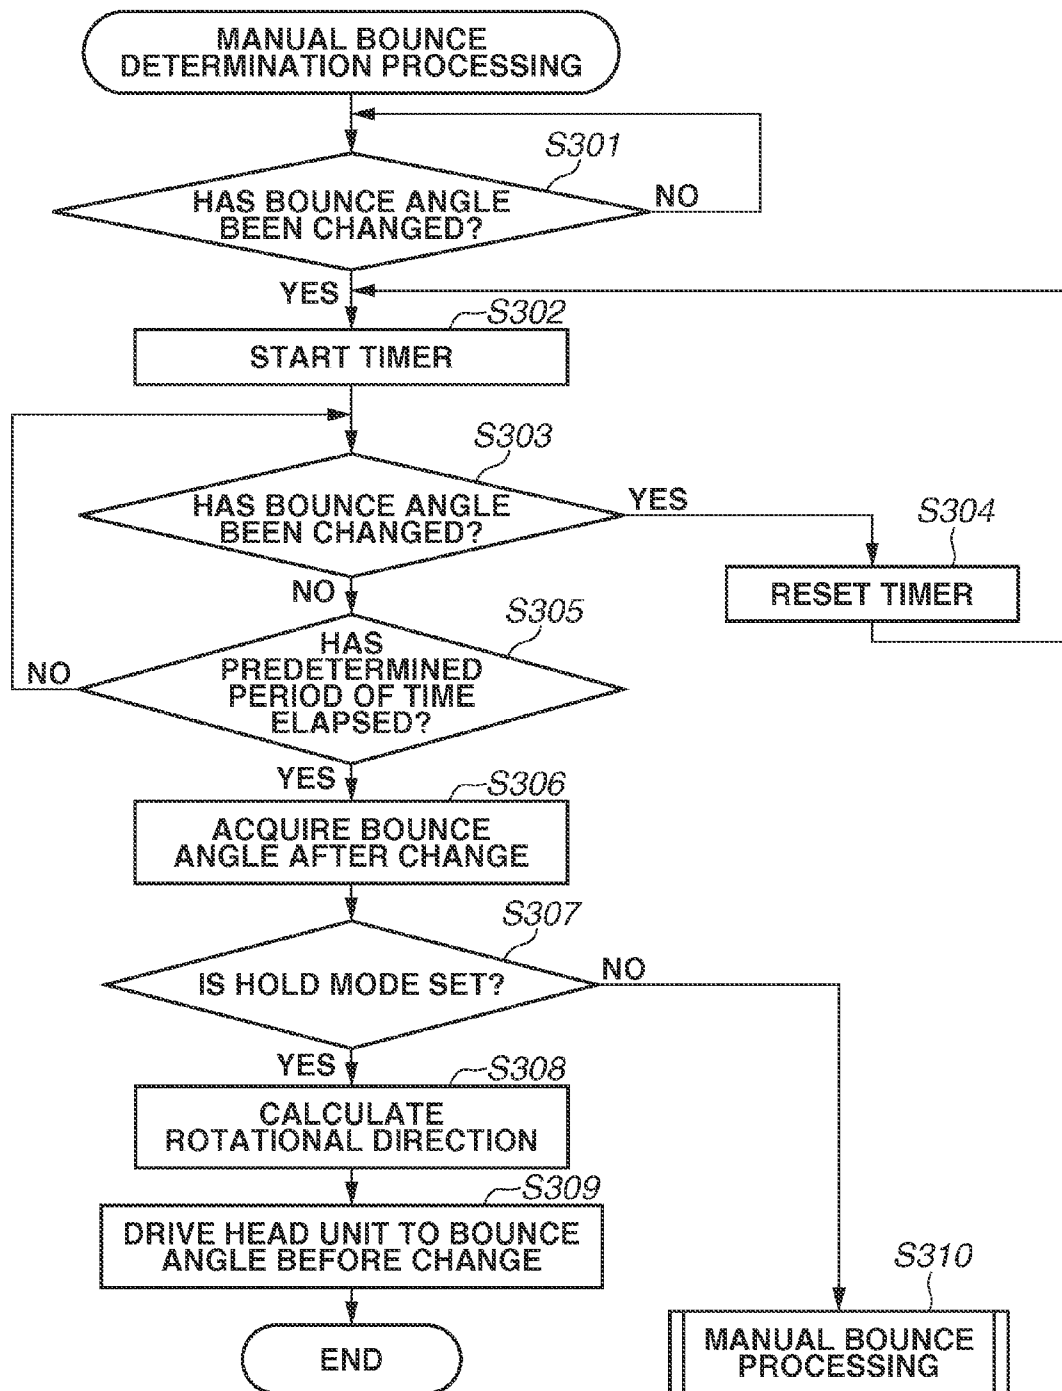 MANUAL BOUNCE
DETERMINATION PROCESSING
S301
HAS BOUNCE ANGLE
BEEN CHANGED?
NO
YES
S302
START TIMER
S303
HAS BOUNCE ANGLE
BEEN CHANGED?
YES
S304
RESET TIMER
NO
S305
HAS
PREDETERMINED
PERIOD OF TIME
ELAPSED?
NO
YES
S306
ACQUIRE BOUNCE
ANGLE AFTER CHANGE
S307
IS HOLD MODE SET?
NO
YES
S308
CALCULATE
ROTATIONAL DIRECTION
S309
DRIVE HEAD UNIT TO BOUNCE
ANGLE BEFORE CHANGE
S310
MANUAL BOUNCE
PROCESSING
END